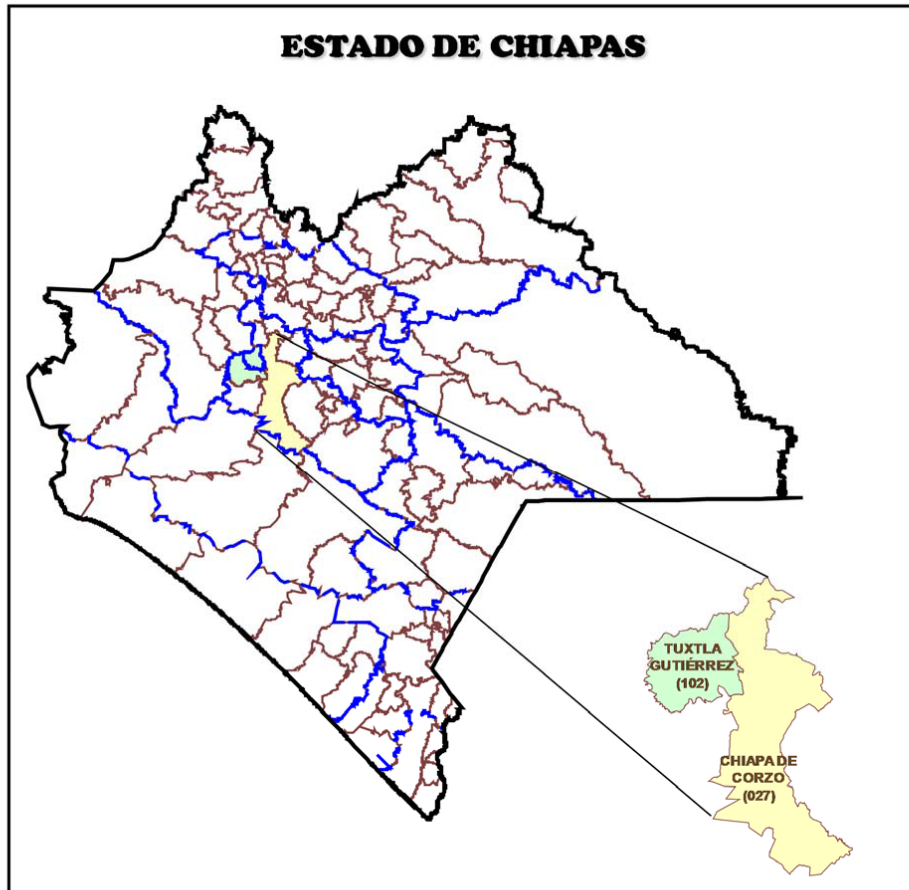 ESTADO DE CHIAPAS
TUXTLA
GUTIÉRREZ
(102)
CHIAPA DE
CORZO
(027)